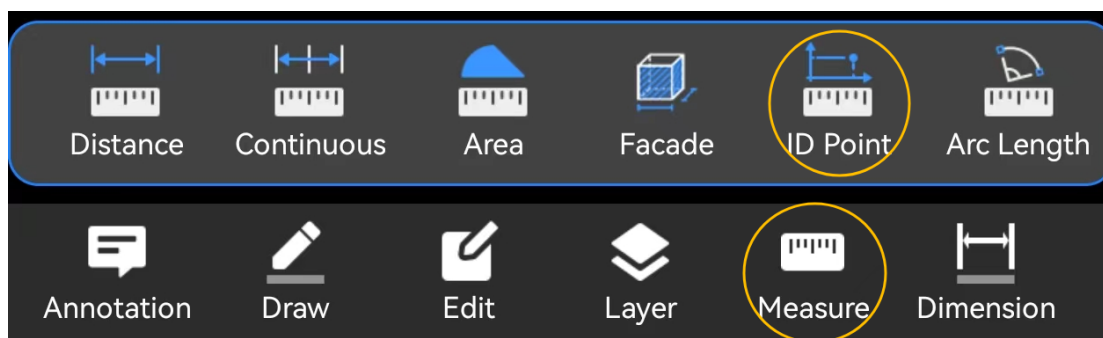 Distance Continuous Area Facade ID Point Arc Length
Annotation Draw Edit Layer Measure Dimension